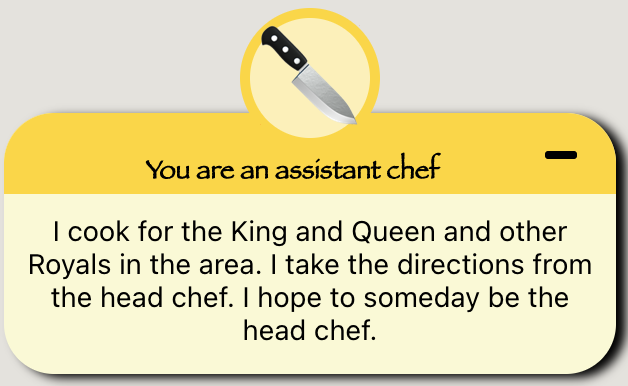 You are an assistant chef
I cook for the King and Queen and other
Royals in the area. I take the directions from
the head chef. I hope to someday be the
head chef.